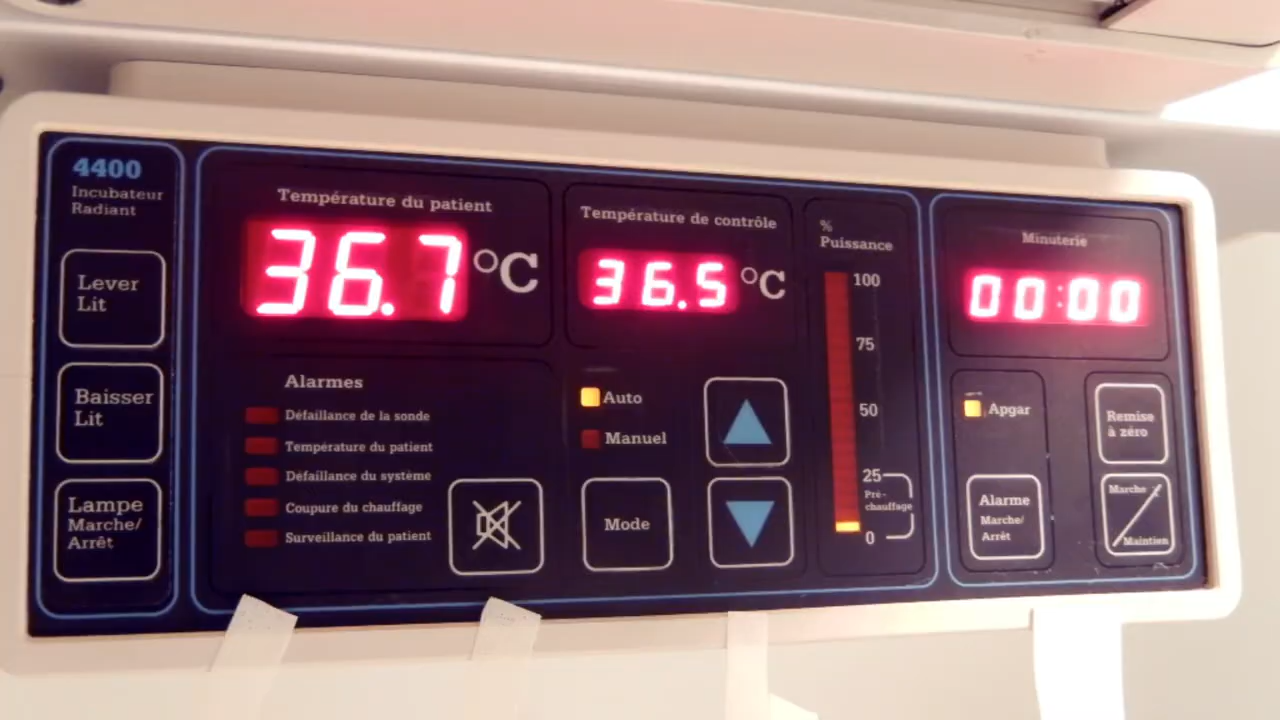 4400
Incubateur
Radiant
Lever
Lit
Baisser
Lit
Lampe
Marche/
Arrêt
Température du patient
36.7 °C
Alarmes
Défaillance de la sonde
Température du patient
Défaillance du système
Coupure du chauffage
Surveillance du patient
Température de contrôle
36.5 °C
Auto
Manuel
Mode
%
Puissance
100
75
50
25
Pré-
chauffage
0
Minuterie
00:00
Apgar
Remise
à zéro
Alarme
Marche/
Arrêt
Marche
Maintien